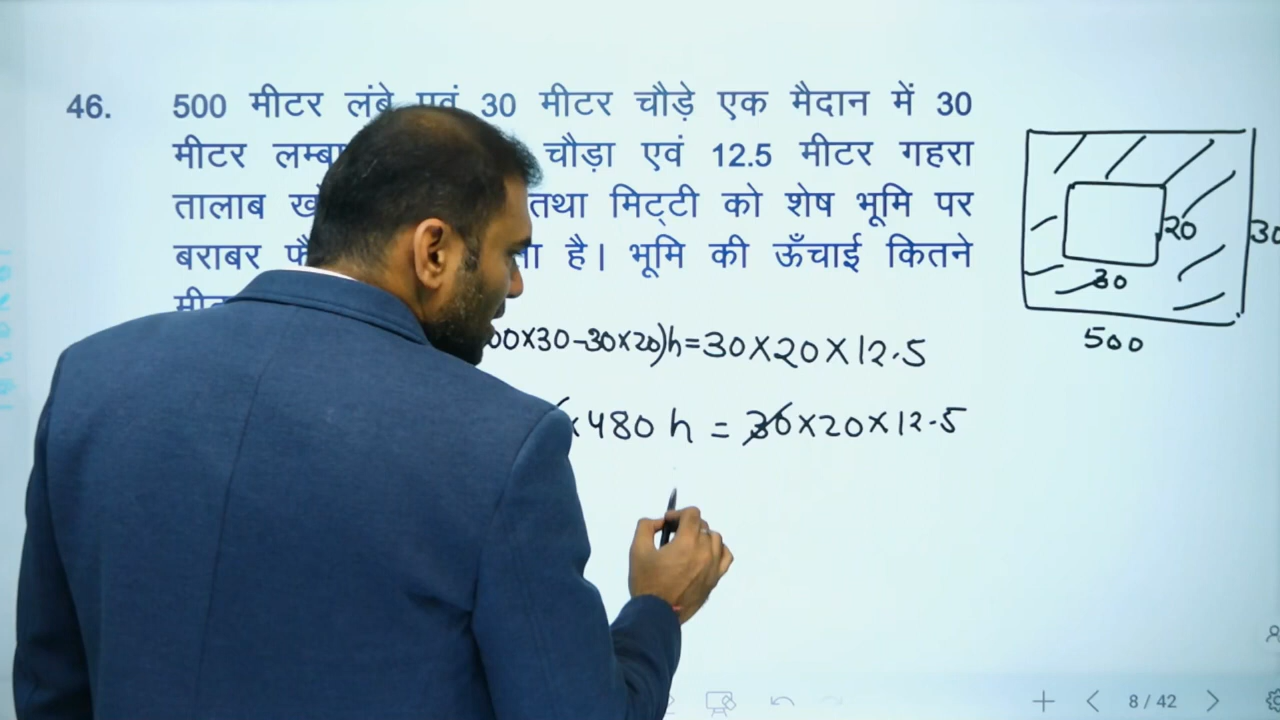 46. 500 मीटर लंबे एवं 30 मीटर चौड़े एक मैदान में 30
मीटर चौड़ा एवं 12.5 मीटर गहरा
तालाब तथा मिट्टी को शेष भूमि पर
बराबर है। भूमि की ऊँचाई कितने
00×30-30×20)h=30×20×12.5
×480 h = 30×20×12.5
20
30
30
500
8/42